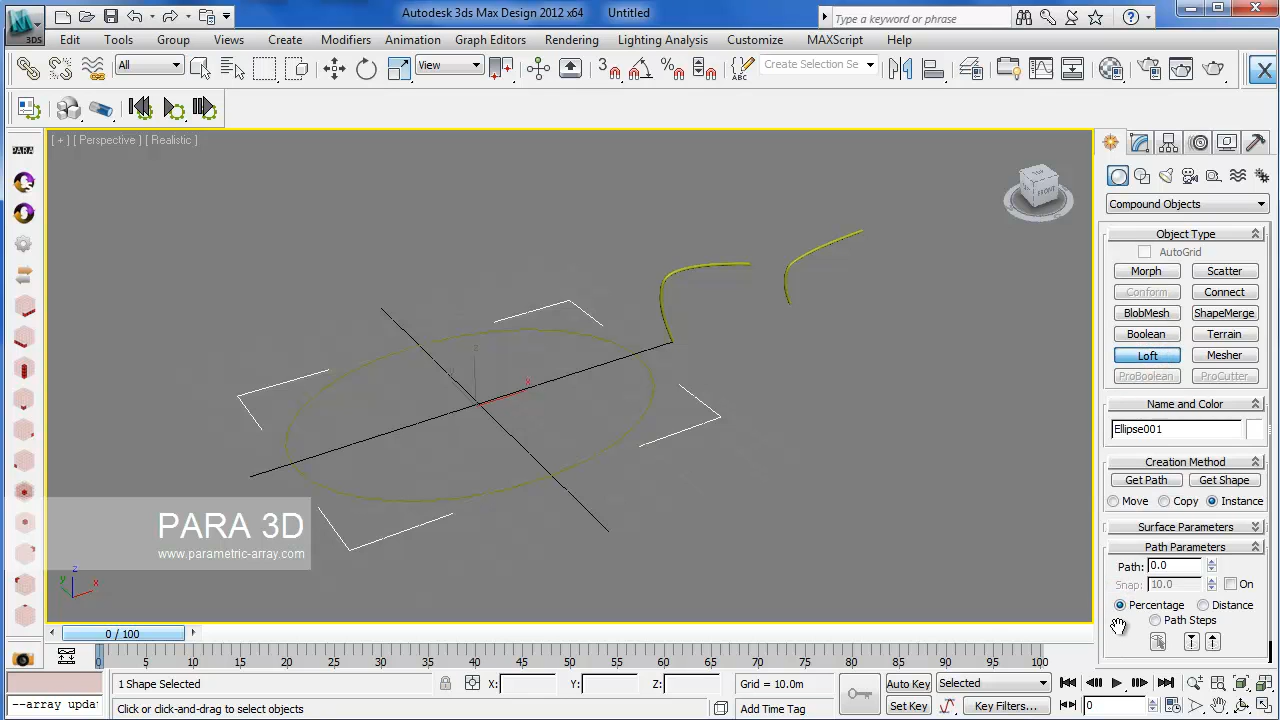 Autodesk 3ds Max Design 2012 x64 Untitled
Type a keyword or phrase
3DS
Edit Tools Group Views Create Modifiers Animation Graph Editors Rendering Lighting Analysis Customize MAXScript Help
All View 3 ABC Create Selection Se
[ + ] [ Perspective ] [ Realistic ]
PARA
TOP
FRONT
Compound Objects
Object Type
AutoGrid
Morph Scatter
Conform Connect
BlobMesh ShapeMerge
Boolean Terrain
Loft Mesher
ProBoolean ProCutter
Name and Color
Ellipse001
Creation Method
Get Path Get Shape
Move Copy Instance
Surface Parameters
Path Parameters
Path: 0.0
Snap: 10.0 On
Percentage Distance
Path Steps
z
x
PARA 3D
www.parametric-array.com
z
y
x
0 / 100
0 5 10 15 20 25 30 35 40 45 50 55 60 65 70 75 80 85 90 95 100
1 Shape Selected X: Y: Z: Grid = 10.0m Auto Key Selected
--array upda Click or click-and-drag to select objects Add Time Tag Set Key Key Filters... 0